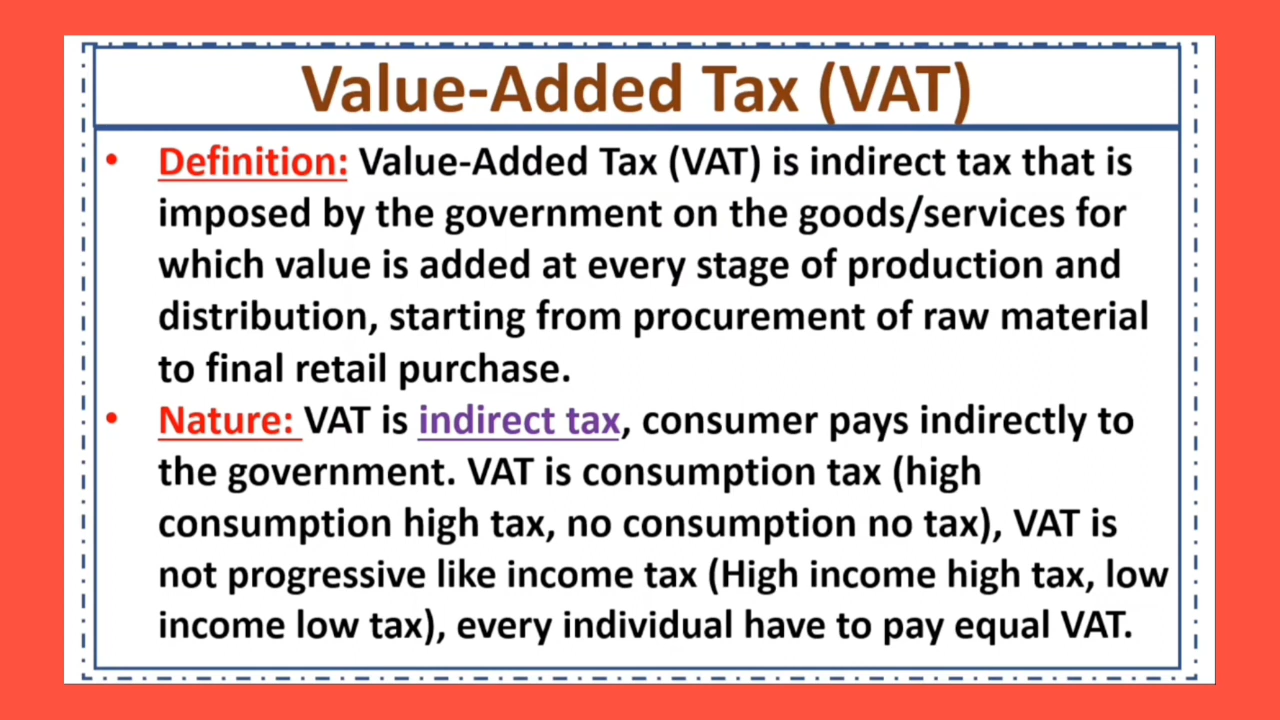 Value-Added Tax (VAT)
• Definition: Value-Added Tax (VAT) is indirect tax that is
imposed by the government on the goods/services for
which value is added at every stage of production and
distribution, starting from procurement of raw material
to final retail purchase.
• Nature: VAT is indirect tax, consumer pays indirectly to
the government. VAT is consumption tax (high
consumption high tax, no consumption no tax), VAT is
not progressive like income tax (High income high tax, low
income low tax), every individual have to pay equal VAT.